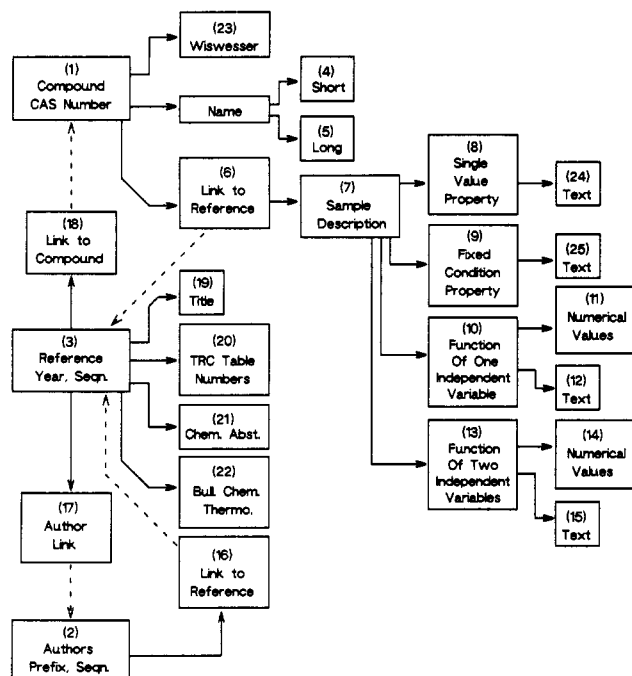 (23)
Wiswesser
(1)
Compound
CAS Number
(4)
Short
Name
(5)
Long
(6)
Link to
Reference
(7)
Sample
Description
(8)
Single
Value
Property
(24)
Text
(18)
Link to
Compound
(9)
Fixed
Condition
Property
(25)
Text
(19)
Title
(11)
Numerical
Values
(3)
Reference
Year, Seqn.
(20)
TRC Table
Numbers
(10)
Function
Of One
Independent
Variable
(12)
Text
(21)
Chem. Abst.
(13)
Function
Of Two
Independent
Variables
(14)
Numerical
Values
(22)
Bull. Chem.
Thermo.
(15)
Text
(17)
Author
Link
(16)
Link to
Reference
(2)
Authors
Prefix, Seqn.